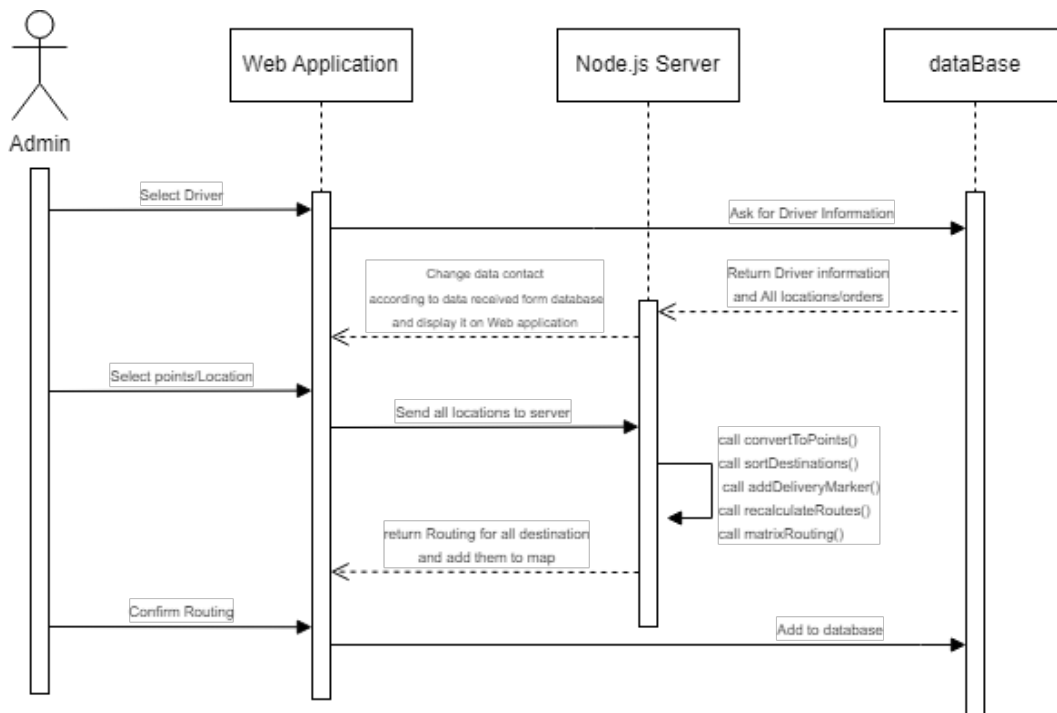 Web Application
Node.js Server
dataBase
Admin
Select Driver
Ask for Driver Information
Change data contact
according to data received form database
and display it on Web application
Return Driver information
and All locations/orders
Select points/Location
Send all locations to server
call convertToPoints()
call sortDestinations()
call addDeliveryMarker()
call recalculateRoutes()
call matrixRouting()
return Routing for all destination
and add them to map
Confirm Routing
Add to database